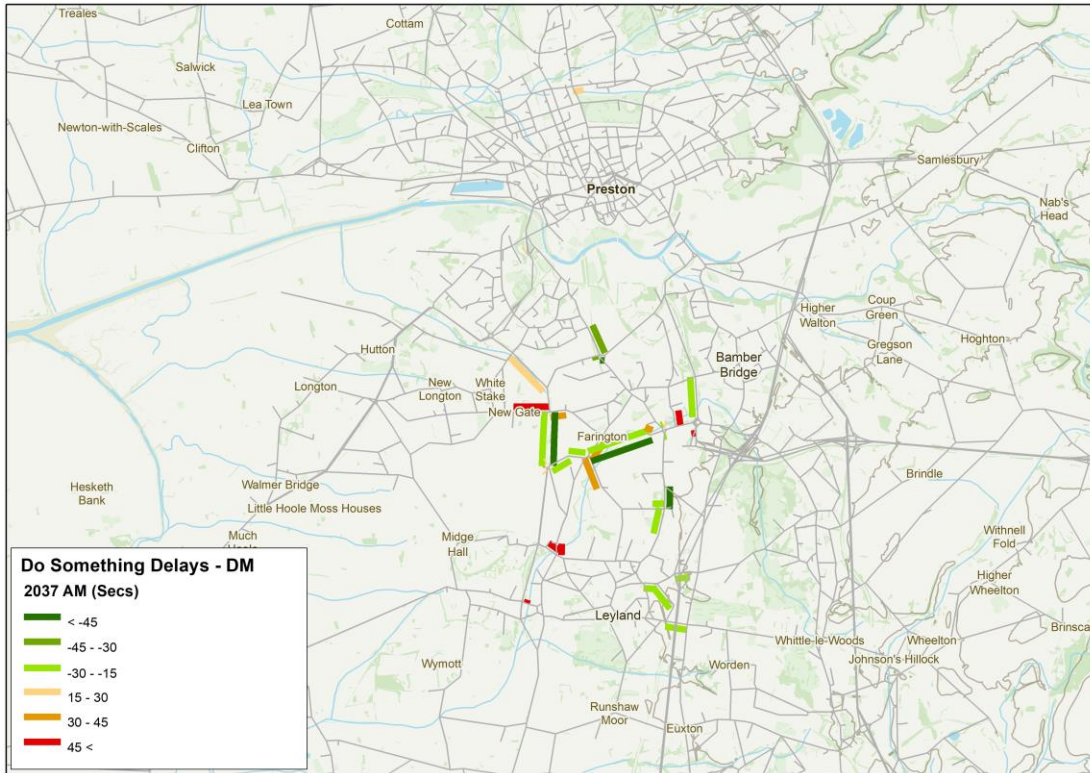 Treales
Cottam
Salwick
Lea Town
Newton-with-Scales
Clifton
Samlesbury
Preston
Nab's
Head
Higher
Walton
Coup
Green
Hutton
Bamber
Bridge
Gregson
Lane
Hoghton
Longton
New
Longton
White
Stake
New Gate
Farington
Hesketh
Bank
Walmer Bridge
Little Hoole Moss Houses
Brindle
Much
Midge
Hall
Withnell
Fold
Do Something Delays - DM
2037 AM (Secs)
< -45
-45 - -30
-30 - -15
15 - 30
30 - 45
45 <
Higher
Wheelton
Leyland
Whittle-le-Woods
Wheelton
Brinsca
Johnson's Hillock
Wymott
Worden
Runshaw
Moor
Euxton